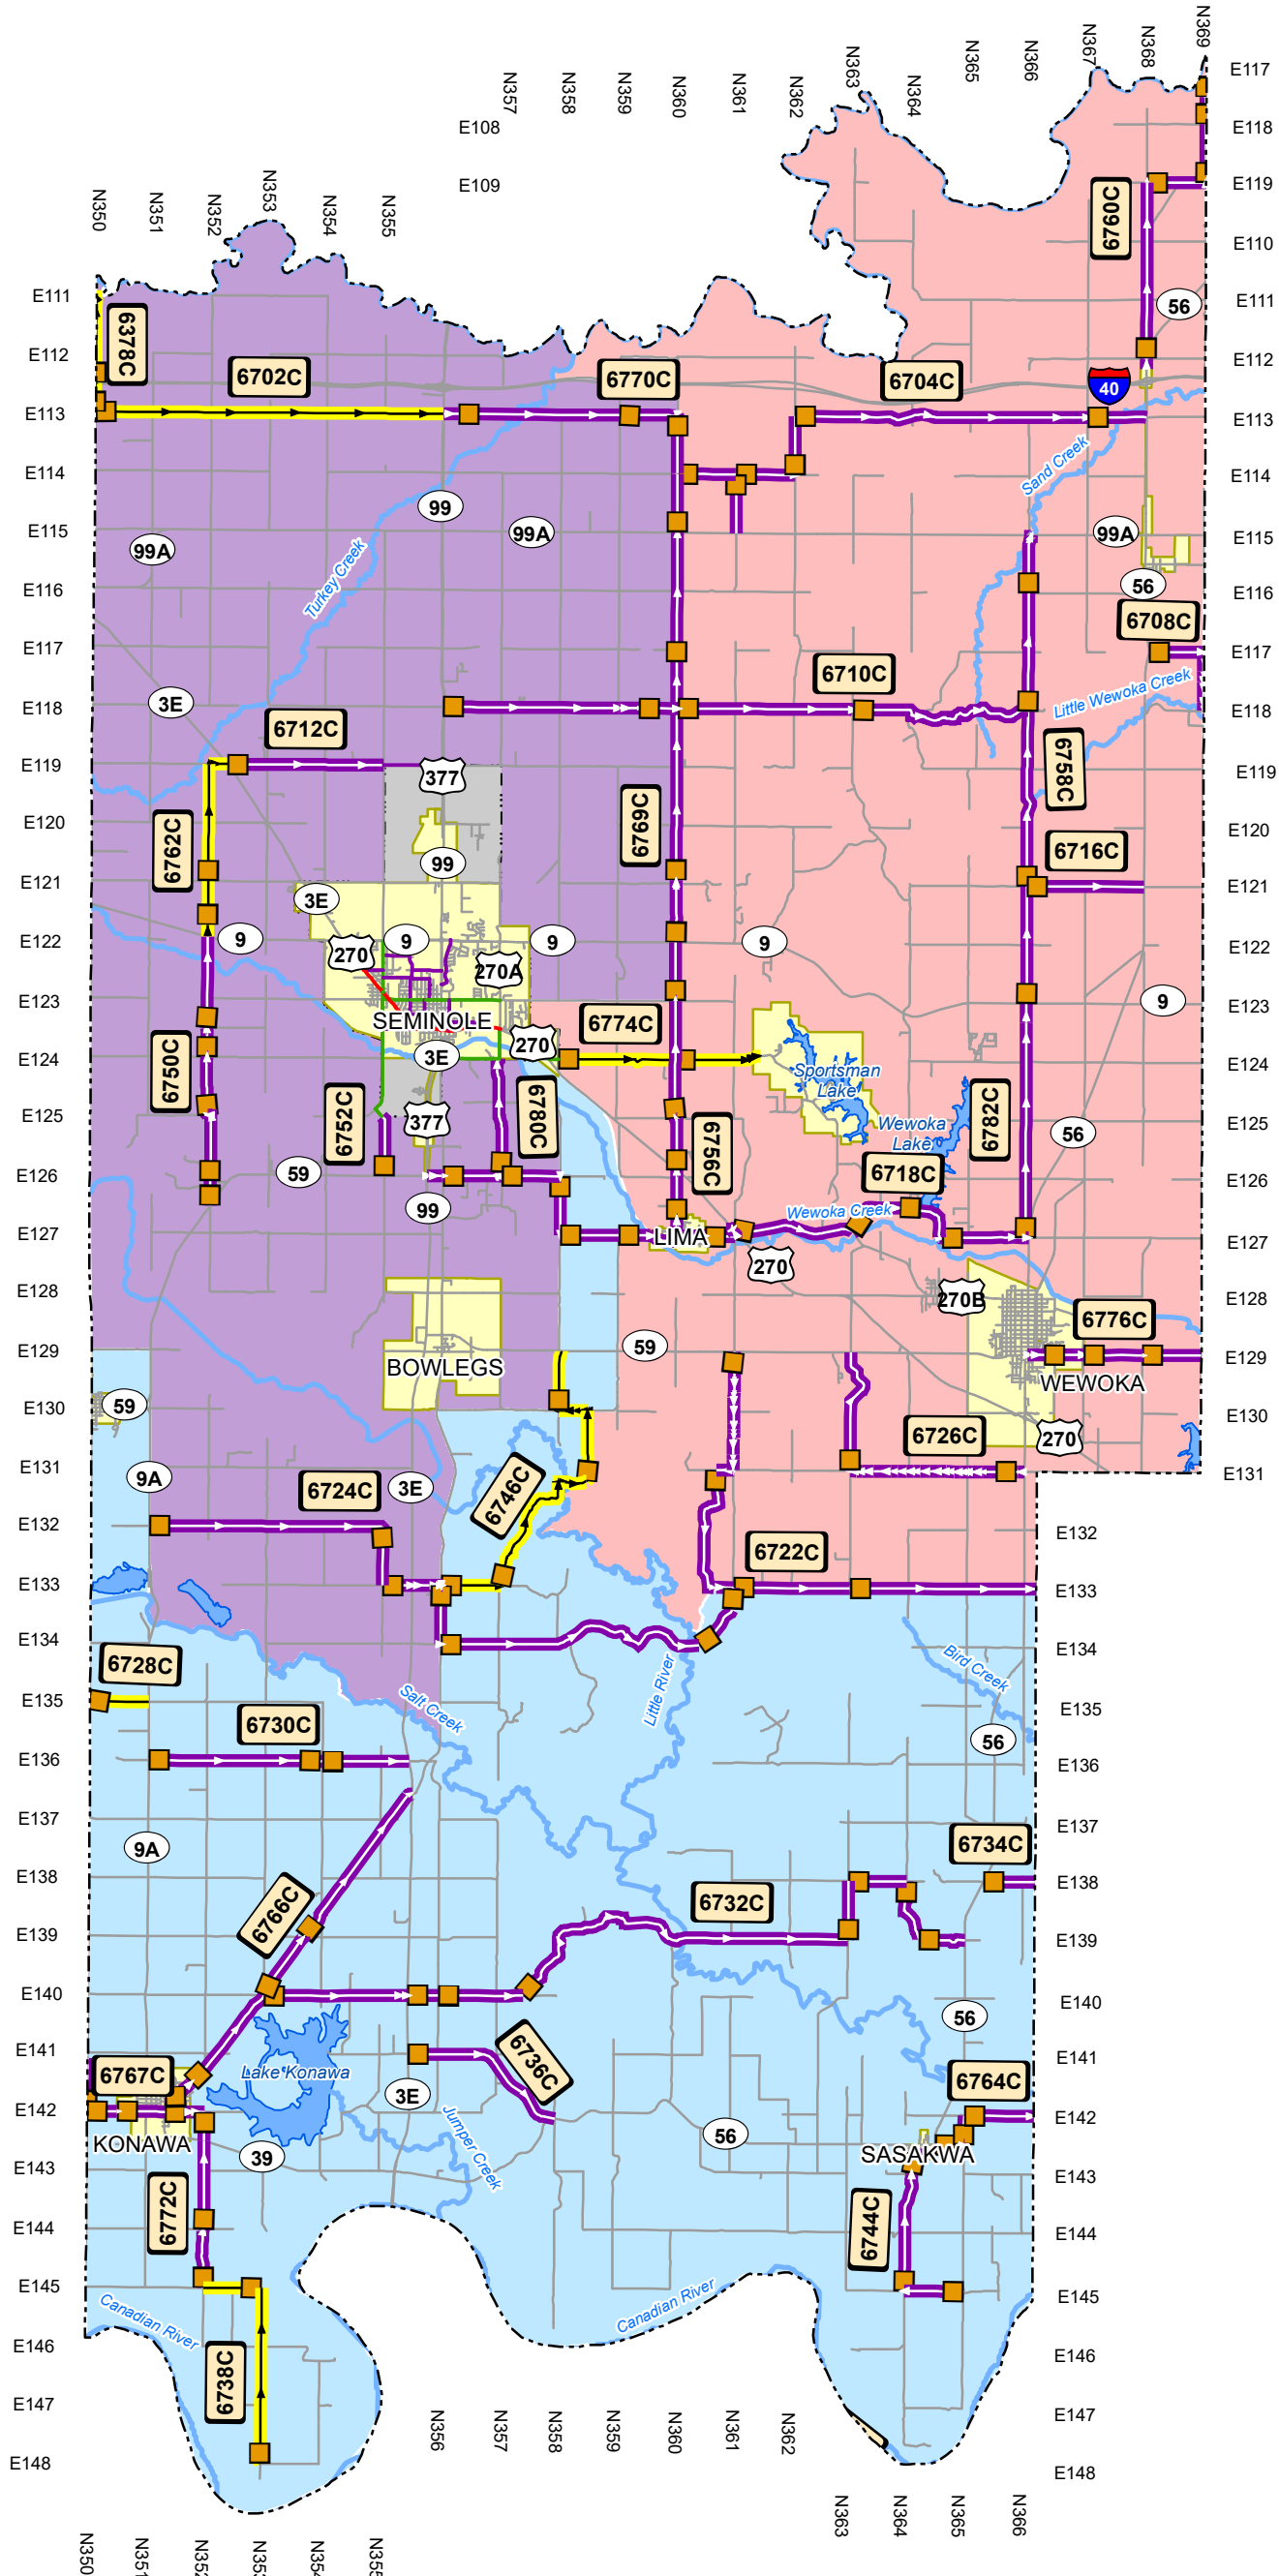 N369
N368
N367
N366
N365
N364
N363
N362
N361
N360
N359
N358
N357
E117
E108
E118
E109
E119
N350
N351
N352
N353
N354
N355
6760C
E110
E111
E111
56
6378C
E112
6702C
6770C
6704C
40
E112
E113
E113
E114
Sand Creek
E114
99
E115
99A
99A
99A
E115
Turkey Creek
E116
56
E116
6708C
E117
E117
6710C
3E
Little Wewoka Creek
E118
6712C
E118
E119
377
6758C
E119
6762C
E120
6799C
E120
99
6716C
E121
3E
E121
E122
9
270
9
9
9
E122
270A
E123
9
E123
SEMINOLE
6774C
E124
3E
270
Sportsman
Lake
E124
6750C
6752C
6780C
E125
377
6756C
Wewoka
Lake
6782C
56
E125
E126
59
6718C
E126
99
Wewoka Creek
E127
LIMA
E127
270
E128
270B
E128
6776C
E129
BOWLEGS
59
WEWOKA
E129
E130
59
6726C
270
E130
E131
9A
6724C
3E
6746C
E131
E132
6722C
E132
E133
E133
E134
6728C
Little River
Bird Creek
E134
E135
Salt Creek
E135
6730C
56
E136
E136
E137
9A
6734C
E137
E138
6766C
6732C
E138
E139
E139
E140
56
E140
E141
6767C
Lake Konawa
6736C
3E
6764C
E141
E142
KONAWA
39
Jumper Creek
56
SASAKWA
E142
E143
E143
6772C
6744C
E144
E144
E145
Canadian River
Canadian River
E145
E146
6738C
E146
E147
N356
N357
N358
N359
N360
N361
N362
E147
E148
E148
N363
N364
N365
N366
N350
N351
N352
N353
N354
N355